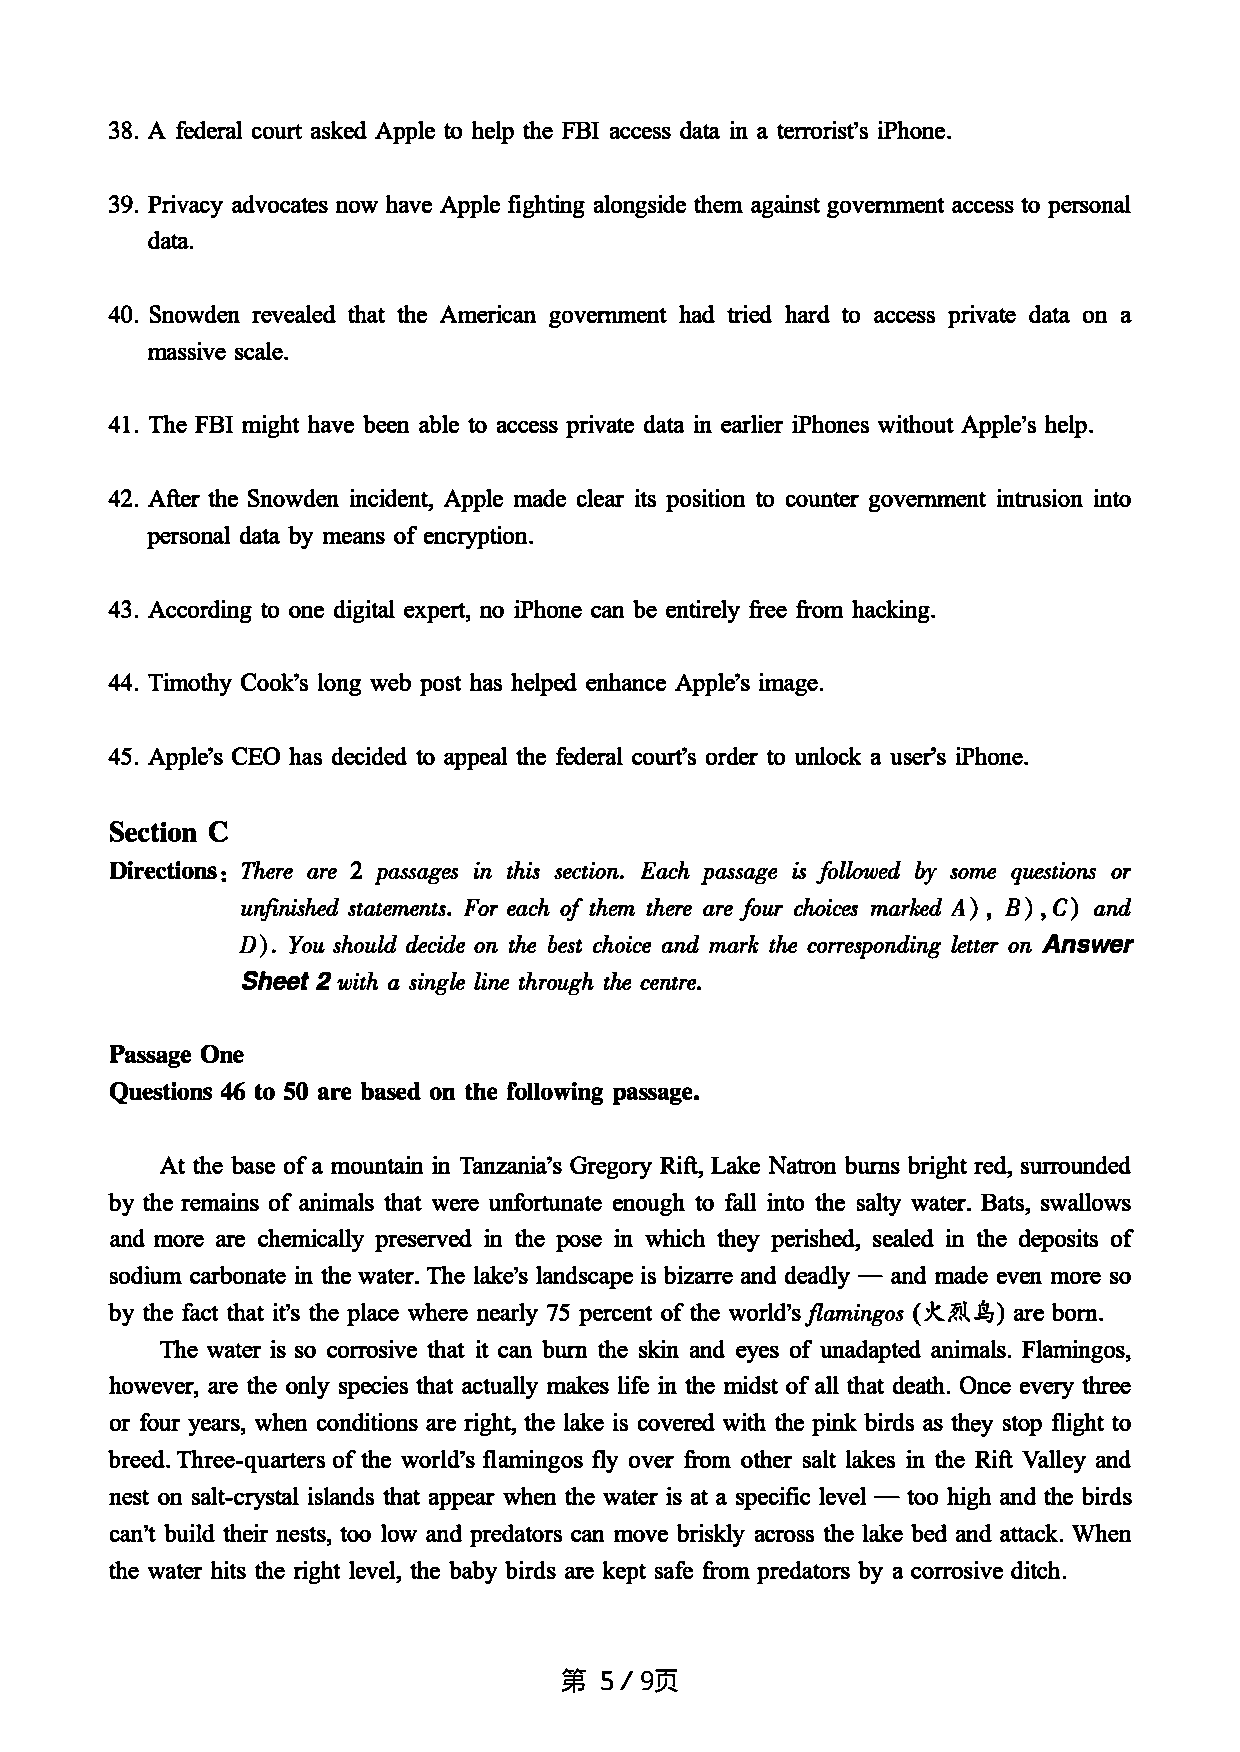 38. A federal court asked Apple to help the FBI access data in a terrorist's iPhone.
39. Privacy advocates now have Apple fighting alongside them against government access to personal
data.
40. Snowden revealed that the American government had tried hard to access private data on a
massive scale.
41. The FBI might have been able to access private data in earlier iPhones without Apple's help.
42. After the Snowden incident, Apple made clear its position to counter government intrusion into
personal data by means of encryption.
43. According to one digital expert, no iPhone can be entirely free from hacking.
44. Timothy Cook's long web post has helped enhance Apple's image.
45. Apple's CEO has decided to appeal the federal court's order to unlock a user's iPhone.
Section C
Directions: There are 2 passages in this section. Each passage is followed by some questions or
unfinished statements. For each of them there are four choices marked A), B), C) and
D). You should decide on the best choice and mark the corresponding letter on Answer
Sheet 2 with a single line through the centre.
Passage One
Questions 46 to 50 are based on the following passage.
At the base of a mountain in Tanzania's Gregory Rift, Lake Natron burns bright red, surrounded
by the remains of animals that were unfortunate enough to fall into the salty water. Bats, swallows
and more are chemically preserved in the pose in which they perished, sealed in the deposits of
sodium carbonate in the water. The lake's landscape is bizarre and deadly — and made even more so
by the fact that it's the place where nearly 75 percent of the world's flamingos (火烈鸟) are born.
The water is so corrosive that it can burn the skin and eyes of unadapted animals. Flamingos,
however, are the only species that actually makes life in the midst of all that death. Once every three
or four years, when conditions are right, the lake is covered with the pink birds as they stop flight to
breed. Three-quarters of the world's flamingos fly over from other salt lakes in the Rift Valley and
nest on salt-crystal islands that appear when the water is at a specific level — too high and the birds
can't build their nests, too low and predators can move briskly across the lake bed and attack. When
the water hits the right level, the baby birds are kept safe from predators by a corrosive ditch.
第 5 / 9页